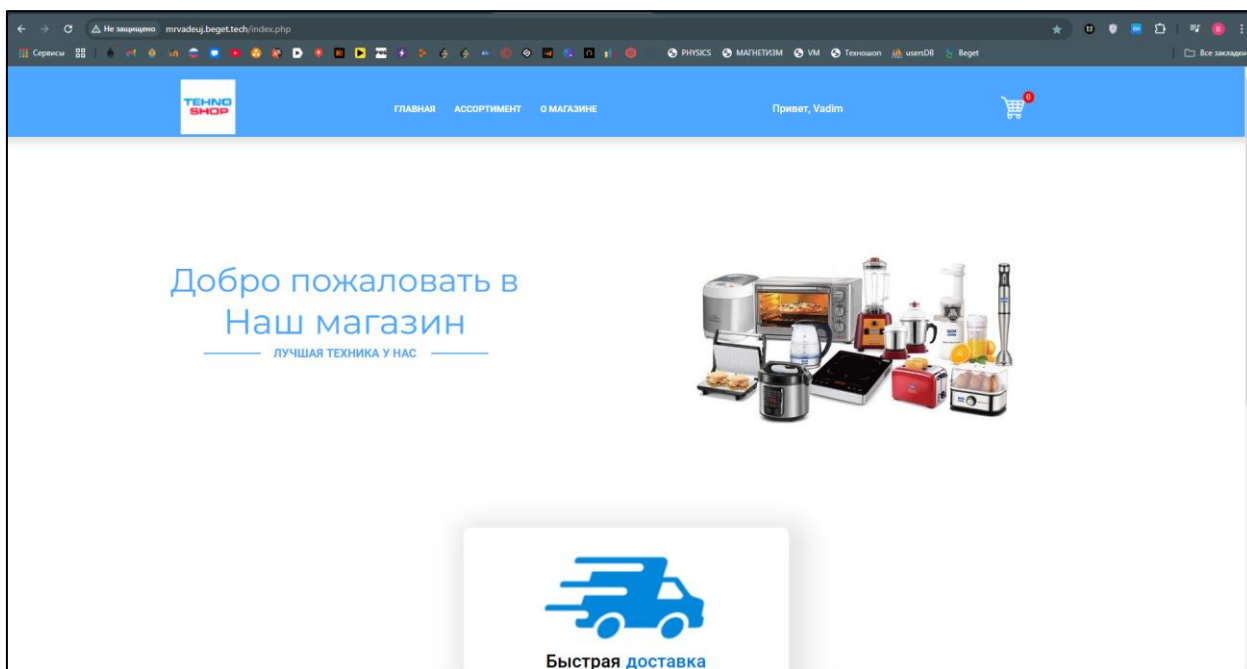 Не защищено mrvadeuj.beget.tech/index.php
Сервисы PHYSICS МАГНЕТИЗМ VM Техношоп usersDB Beget Все закладки
TEHNO
SHOP
ГЛАВНАЯ АССОРТИМЕНТ О МАГАЗИНЕ Привет, Vadim 0
Добро пожаловать в
Наш магазин
ЛУЧШАЯ ТЕХНИКА У НАС
Быстрая доставка